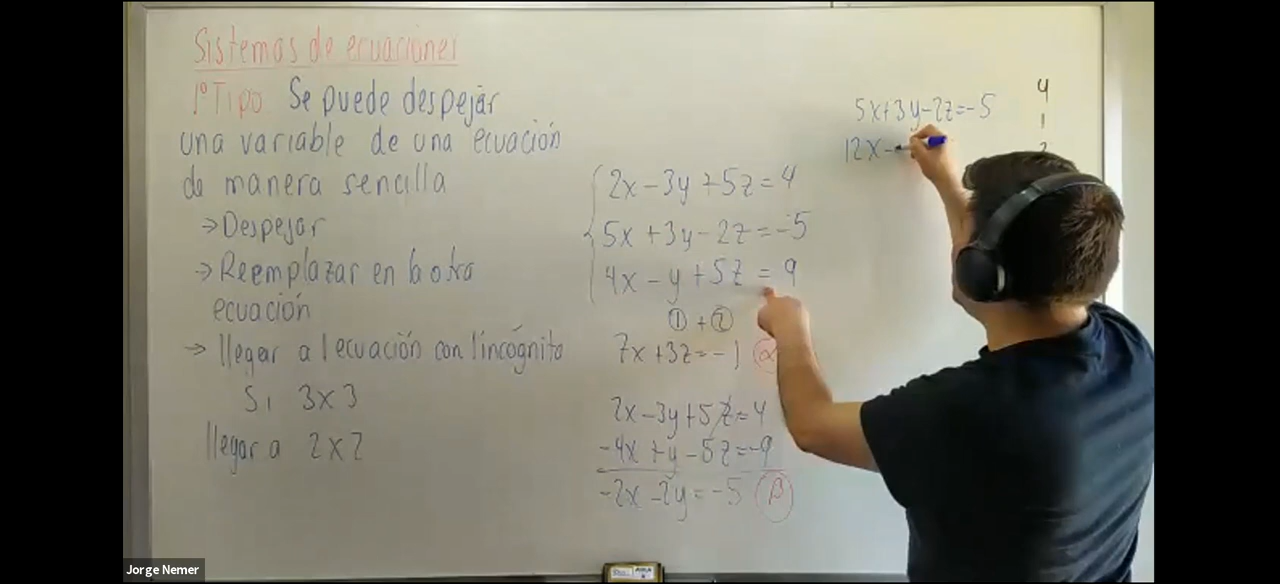 Sistemas de ecuaciones
1º Tipo Se puede despejar
una variable de una ecuación
de manera sencilla
→ Despejar
→ Reemplazar en la otra
ecuación
→ llegar a 1 ecuación con 1 incógnita
Si 3x3
llegar a 2x2
2x - 3y + 5z = 4
5x + 3y - 2z = -5
4x - y + 5z = 9
① + ②
7x + 3z = -1 α
2x - 3y + 5z = 4
-4x + y - 5z = -9
-2x - 2y = -5 β
5x + 3y - 2z = -5
12x -
4
1
Jorge Nemer